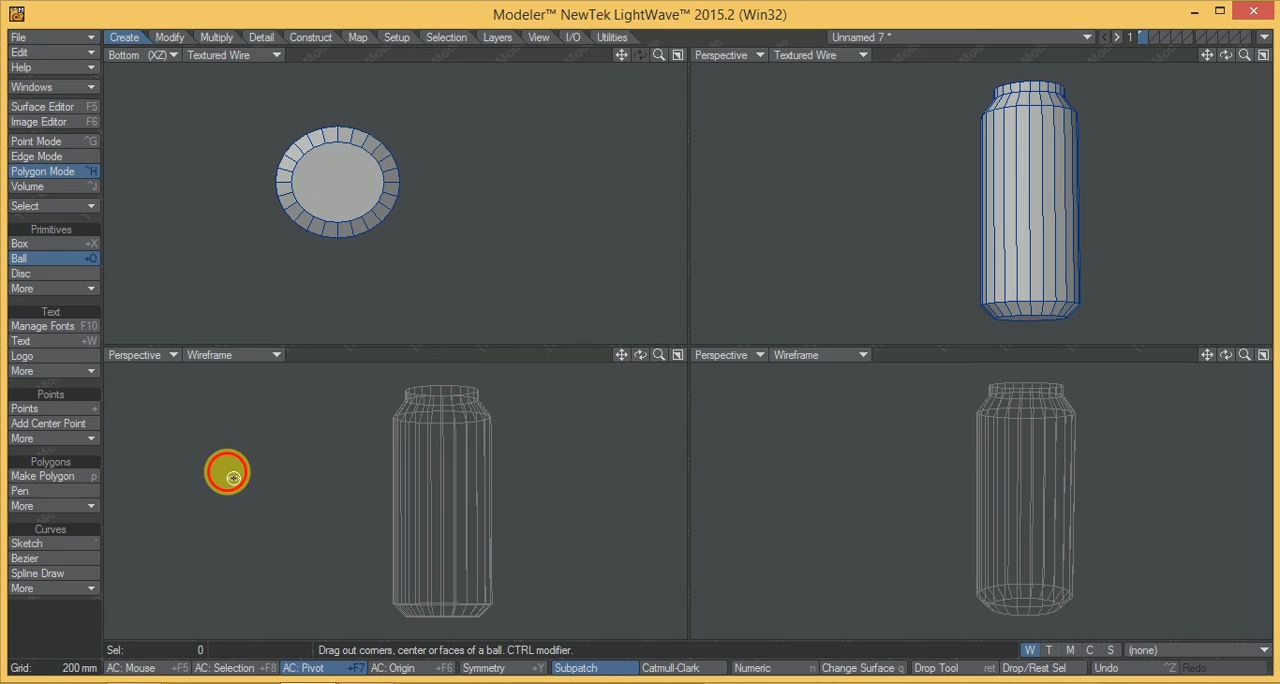 Modeler™ NewTek LightWave™ 2015.2 (Win32)
File
Edit
Help
Windows
Surface Editor F5
Image Editor F6
Point Mode ^G
Edge Mode
Polygon Mode ^H
Volume ^J
Select
Primitives
Box +X
Ball +O
Disc
More
Text
Manage Fonts F10
Text +W
Logo
More
Points
Points +
Add Center Point
More
Polygons
Make Polygon p
Pen
More
Curves
Sketch `
Bezier
Spline Draw
More
Grid: 200 mm
Create Modify Multiply Detail Construct Map Setup Selection Layers View I/O Utilities
Unnamed 7 *
1
Bottom (XZ) Textured Wire
Perspective Textured Wire
Perspective Wireframe
Perspective Wireframe
Sel: 0 Drag out corners, center or faces of a ball. CTRL modifier.
W T M C S (none)
AC: Mouse +F5 AC: Selection +F8 AC: Pivot +F7 AC: Origin +F6 Symmetry +Y Subpatch Catmull-Clark Numeric n Change Surface q Drop Tool ret Drop/Rest Sel Undo ^Z Redo